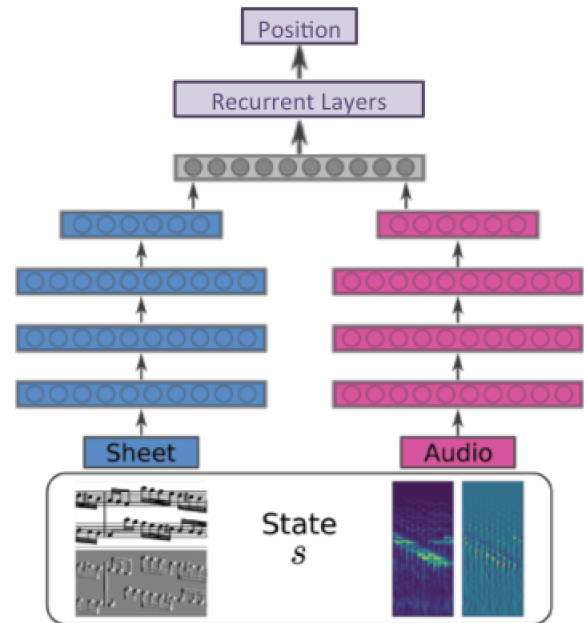 Position
Recurrent Layers
Sheet
Audio
State
s